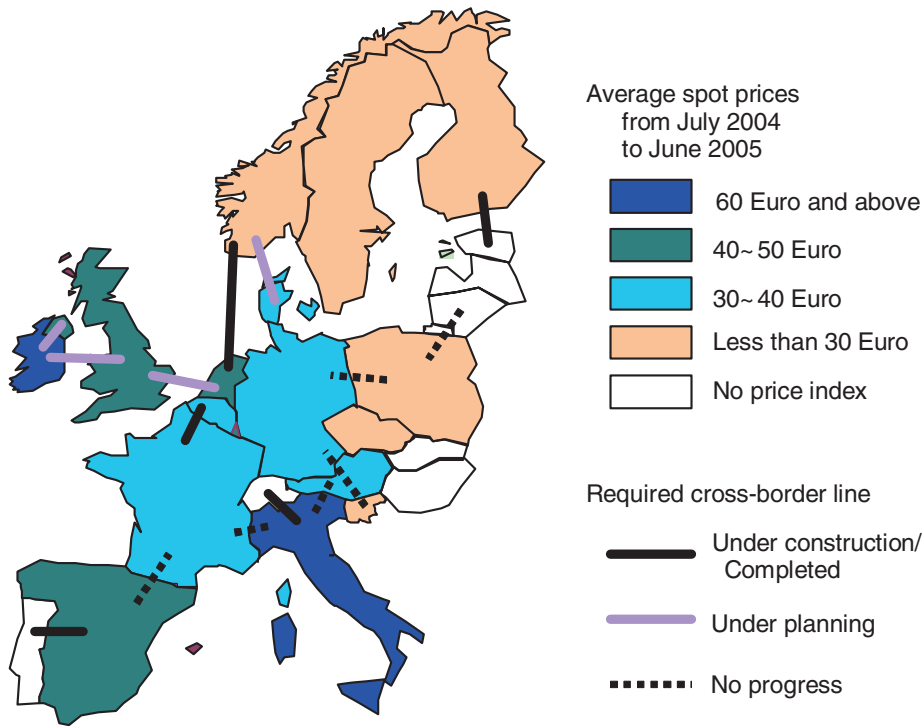 Average spot prices
from July 2004
to June 2005
60 Euro and above
40~50 Euro
30~40 Euro
Less than 30 Euro
No price index
Required cross-border line
Under construction/
Completed
Under planning
No progress